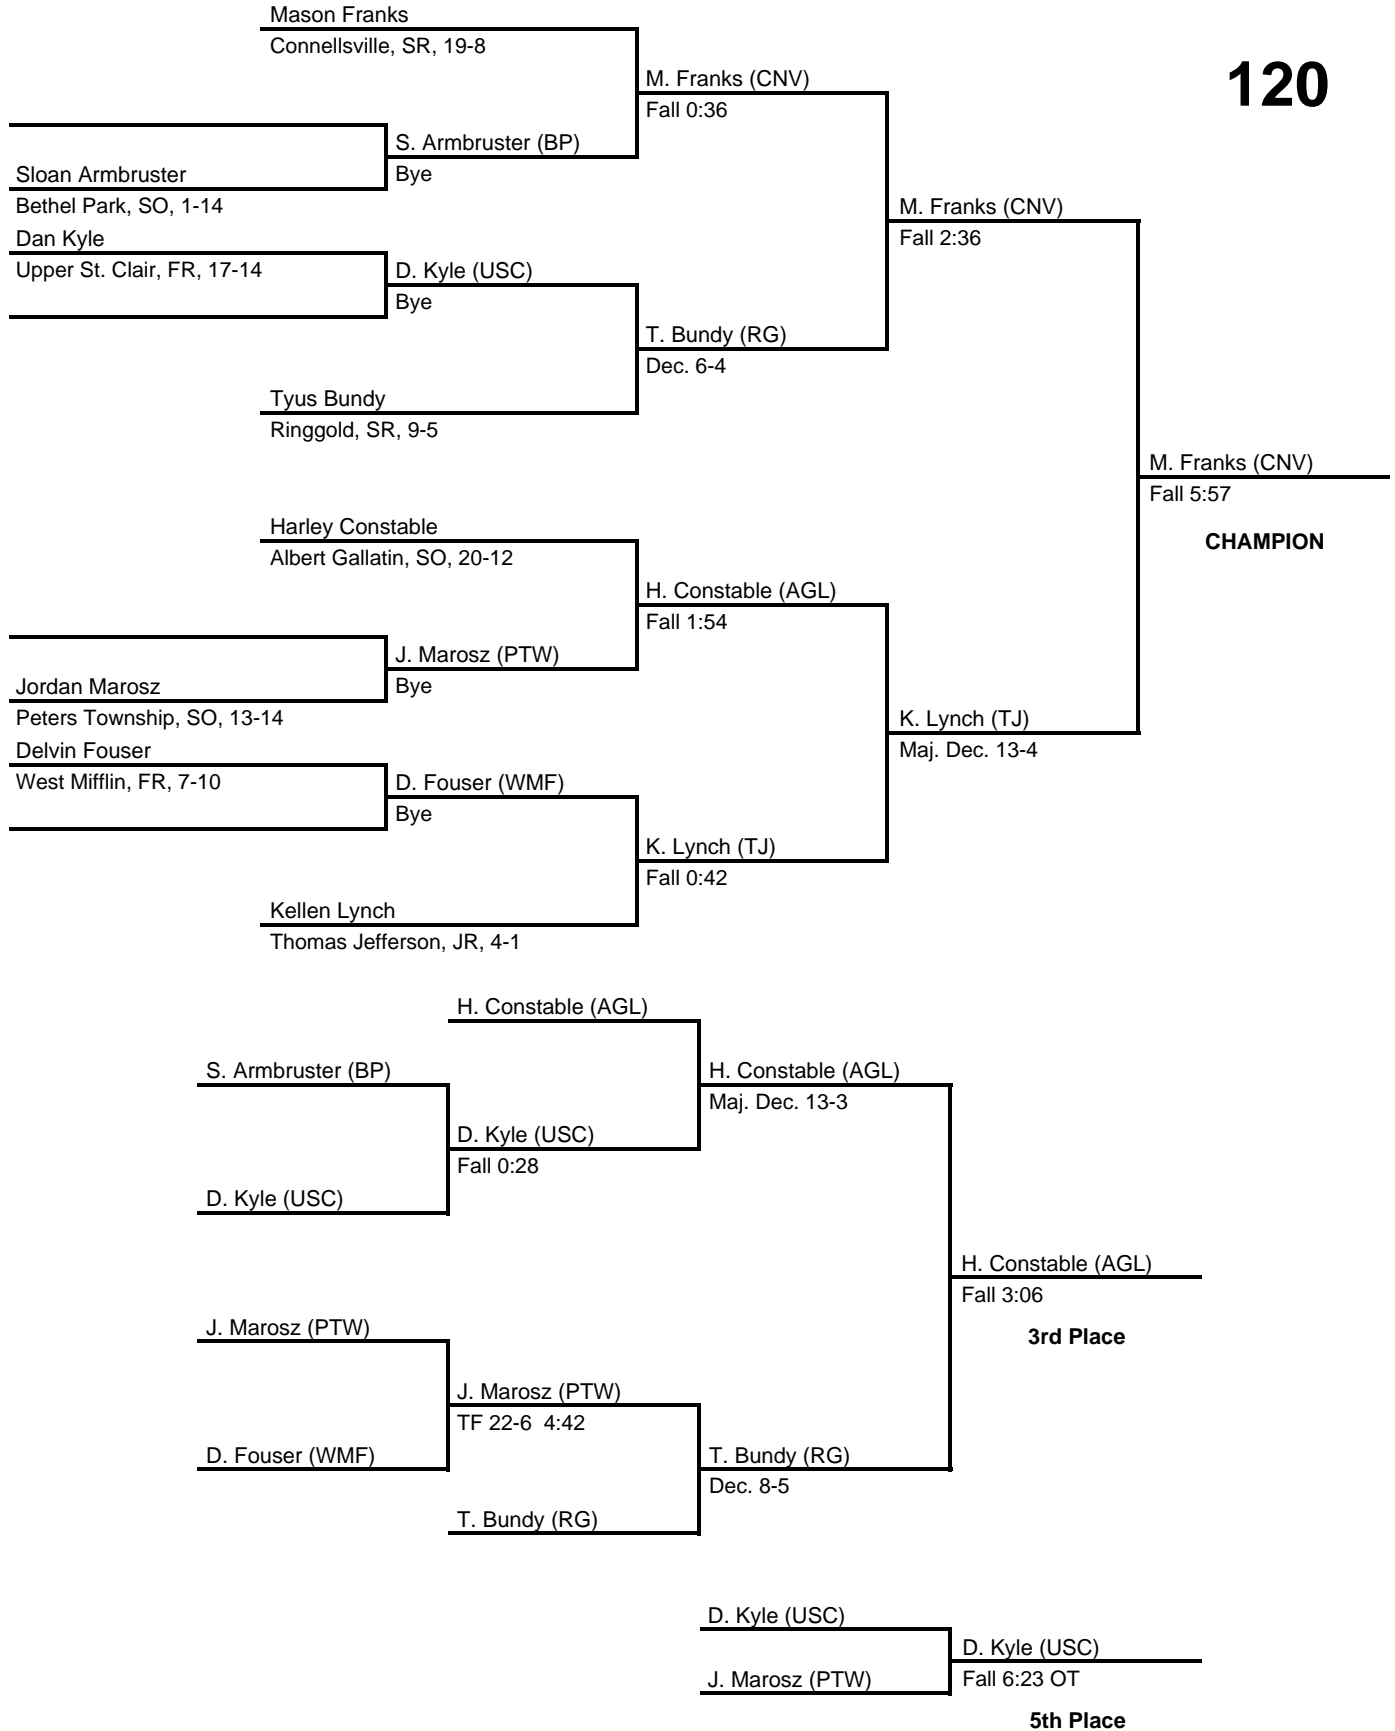 Mason Franks
Connellsville, SR, 19-8
120
M. Franks (CNV)
Fall 0:36
S. Armbruster (BP)
Bye
Sloan Armbruster
Bethel Park, SO, 1-14
M. Franks (CNV)
Fall 2:36
Dan Kyle
Upper St. Clair, FR, 17-14
D. Kyle (USC)
Bye
T. Bundy (RG)
Dec. 6-4
Tyus Bundy
Ringgold, SR, 9-5
M. Franks (CNV)
Fall 5:57
CHAMPION
Harley Constable
Albert Gallatin, SO, 20-12
H. Constable (AGL)
Fall 1:54
J. Marosz (PTW)
Bye
Jordan Marosz
Peters Township, SO, 13-14
K. Lynch (TJ)
Maj. Dec. 13-4
Delvin Fouser
West Mifflin, FR, 7-10
D. Fouser (WMF)
Bye
K. Lynch (TJ)
Fall 0:42
Kellen Lynch
Thomas Jefferson, JR, 4-1
H. Constable (AGL)
S. Armbruster (BP)
H. Constable (AGL)
Maj. Dec. 13-3
D. Kyle (USC)
Fall 0:28
D. Kyle (USC)
H. Constable (AGL)
Fall 3:06
3rd Place
J. Marosz (PTW)
J. Marosz (PTW)
TF 22-6  4:42
D. Fouser (WMF)
T. Bundy (RG)
Dec. 8-5
T. Bundy (RG)
D. Kyle (USC)
D. Kyle (USC)
Fall 6:23 OT
J. Marosz (PTW)
5th Place